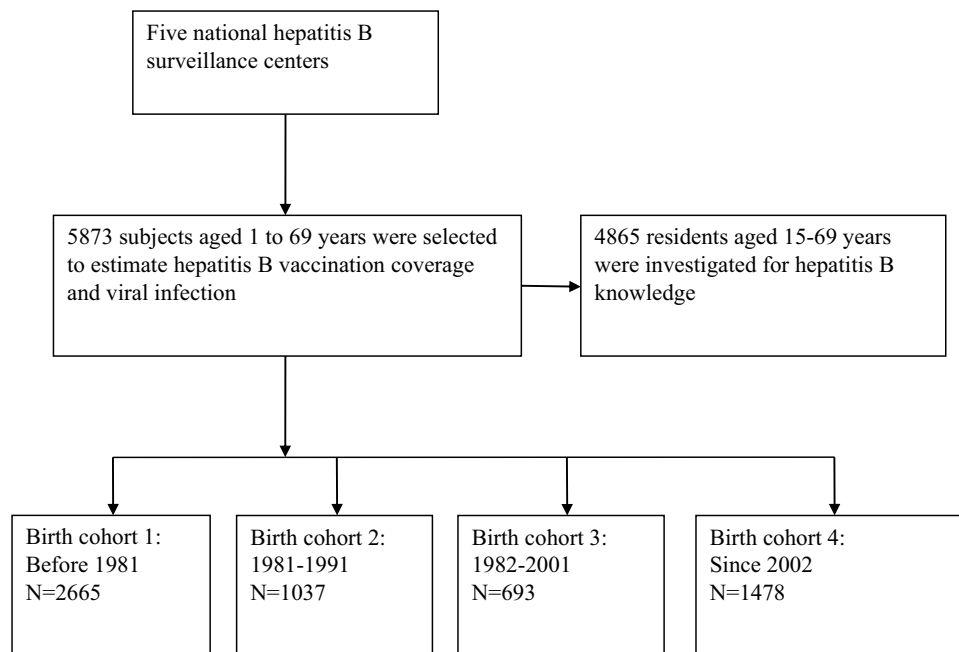 Five national hepatitis B
surveillance centers
5873 subjects aged 1 to 69 years were selected
to estimate hepatitis B vaccination coverage
and viral infection
4865 residents aged 15-69 years
were investigated for hepatitis B
knowledge
Birth cohort 1:
Before 1981
N=2665
Birth cohort 2:
1981-1991
N=1037
Birth cohort 3:
1982-2001
N=693
Birth cohort 4:
Since 2002
N=1478